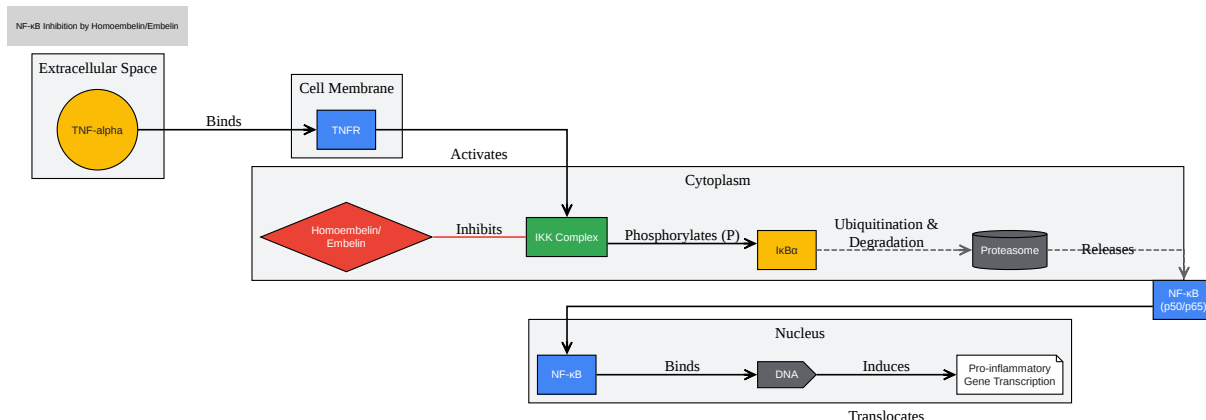 NF-κB Inhibition by Homoembelin/Embelin
Extracellular Space
TNF-alpha
Binds
Cell Membrane
TNFR
Activates
Cytoplasm
Homoembelin/
Embelin
Inhibits
IKK Complex
Phosphorylates (P)
IκBα
Ubiquitination &
Degradation
Proteasome
Releases
NF-κB
(p50/p65)
Nucleus
NF-κB
Binds
DNA
Induces
Pro-inflammatory
Gene Transcription
Translocates